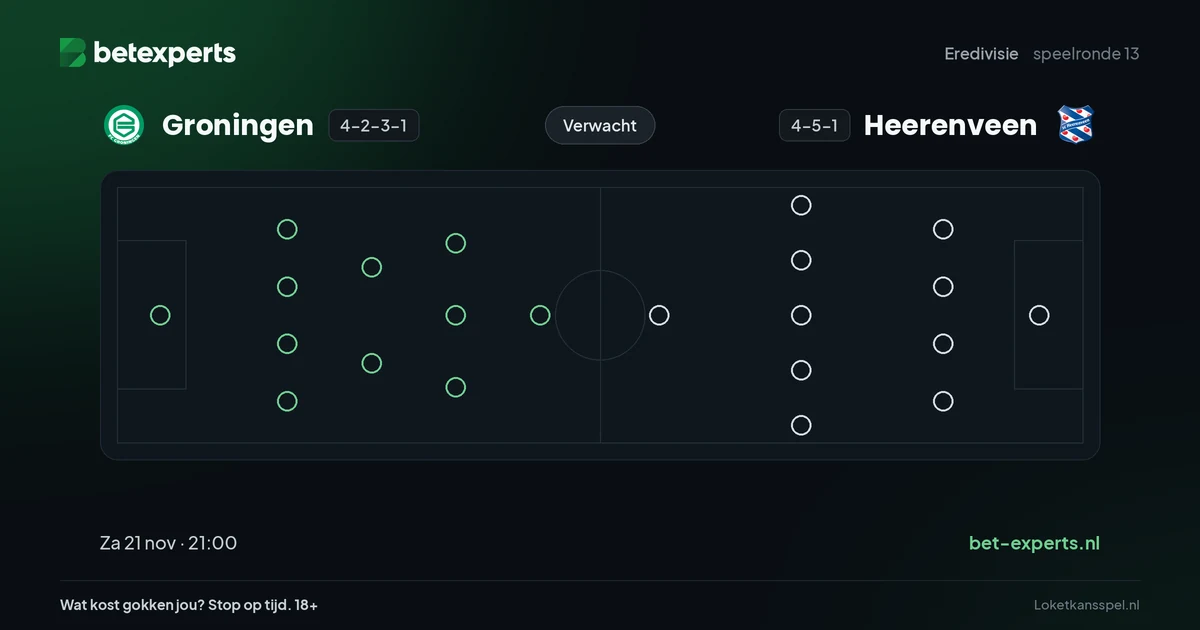 betexperts
Eredivisie speelronde 13
Groningen 4-2-3-1 Verwacht 4-5-1 Heerenveen
Za 21 nov · 21:00
bet-experts.nl
Wat kost gokken jou? Stop op tijd. 18+
Loketkansspel.nl